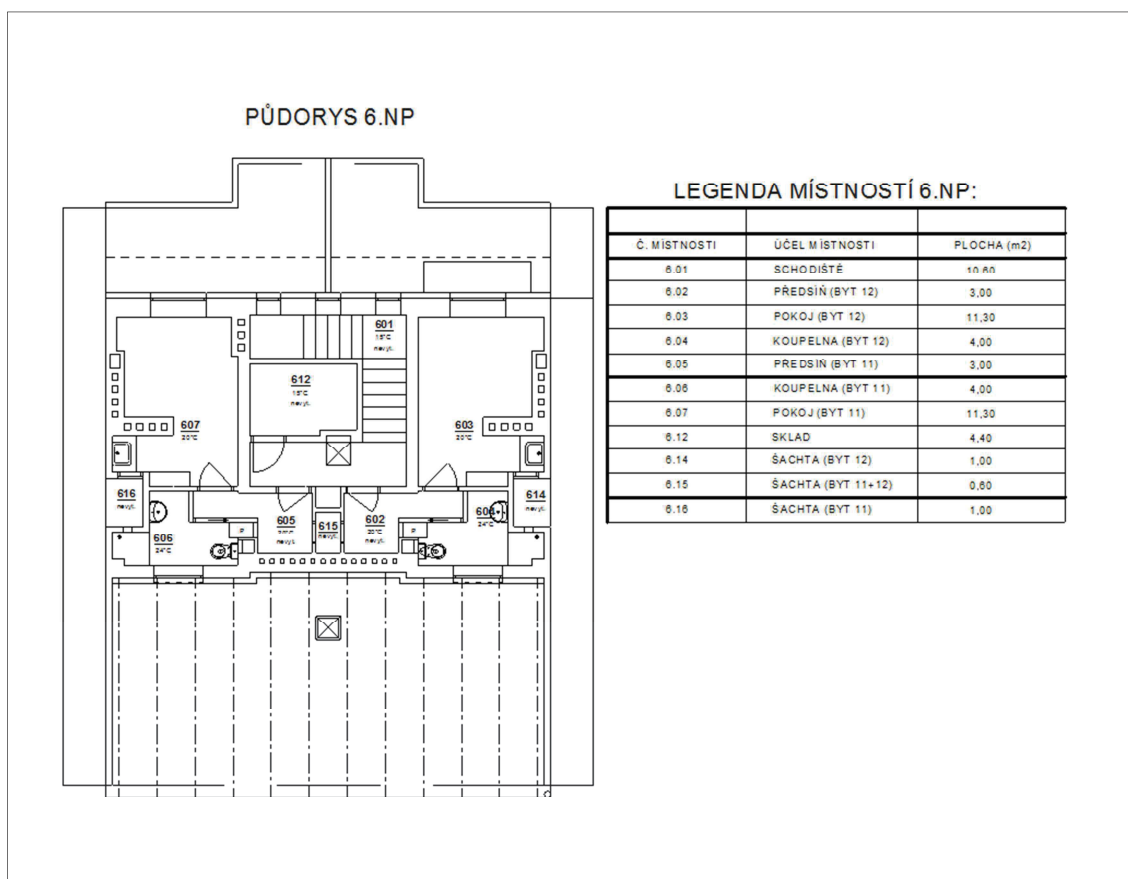 PŮDORYS 6.NP
LEGENDA MÍSTNOSTÍ 6.NP:
Č. MÍSTNOSTI ÚČEL MÍSTNOSTI PLOCHA (m2)
6.01 SCHODIŠTĚ 10,60
6.02 PŘEDSÍŇ (BYT 12) 3,00
6.03 POKOJ (BYT 12) 11,30
6.04 KOUPELNA (BYT 12) 4,00
6.05 PŘEDSÍŇ (BYT 11) 3,00
6.06 KOUPELNA (BYT 11) 4,00
6.07 POKOJ (BYT 11) 11,30
6.12 SKLAD 4,40
6.14 ŠACHTA (BYT 12) 1,00
6.15 ŠACHTA (BYT 11+12) 0,60
6.16 ŠACHTA (BYT 11) 1,00
601
15°C
nevyt.
612
15°C
nevyt.
607
20°C
603
20°C
616
nevyt.
614
nevyt.
605
nevyt.
615
nevyt.
602
20°C
nevyt.
604
24°C
606
24°C
P
P